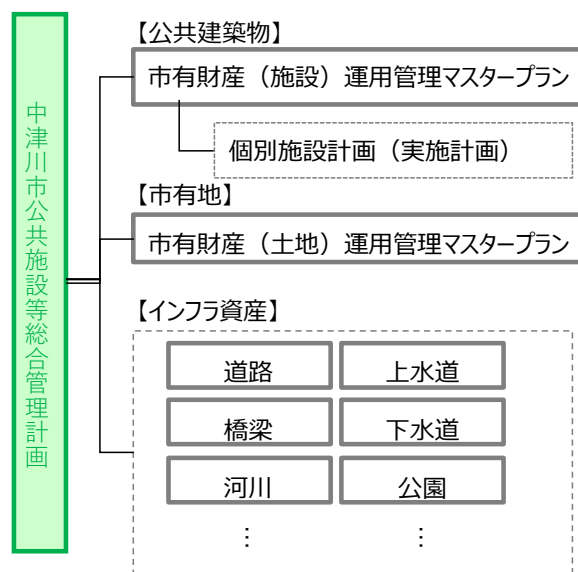 中津川市公共施設等総合管理計画
【公共建築物】
市有財産（施設）運用管理マスタープラン
個別施設計画（実施計画）
【市有地】
市有財産（土地）運用管理マスタープラン
【インフラ資産】
道路 上水道
橋梁 下水道
河川 公園
⋮ ⋮